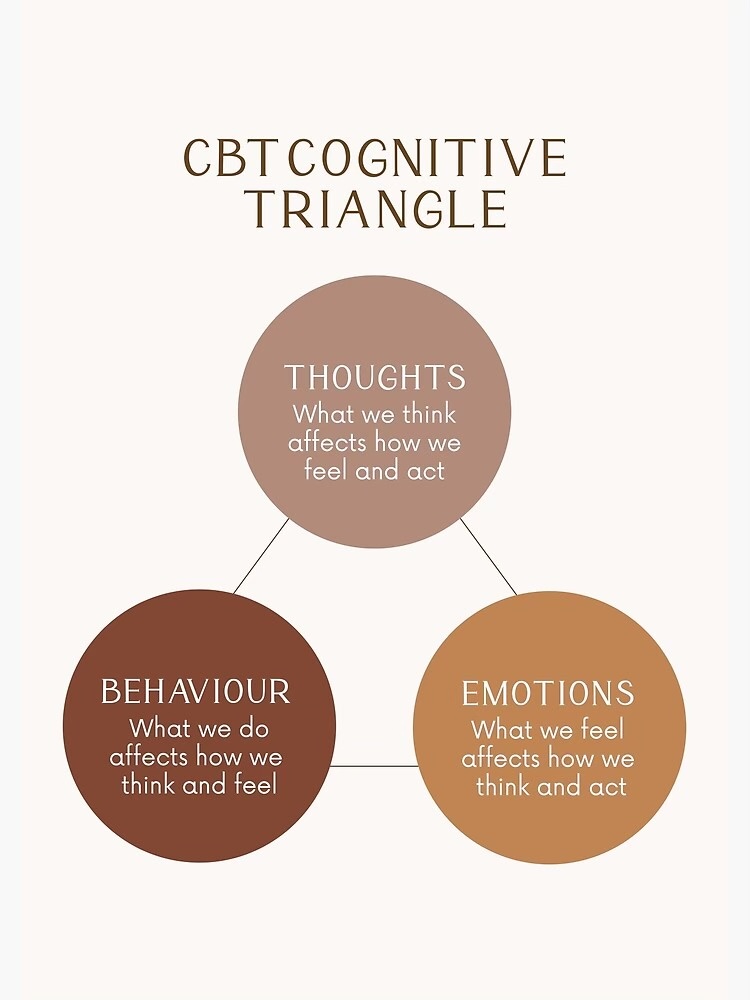 CBT COGNITIVE
TRIANGLE
THOUGHTS
What we think
affects how we
feel and act
BEHAVIOUR
What we do
affects how we
think and feel
EMOTIONS
What we feel
affects how we
think and act